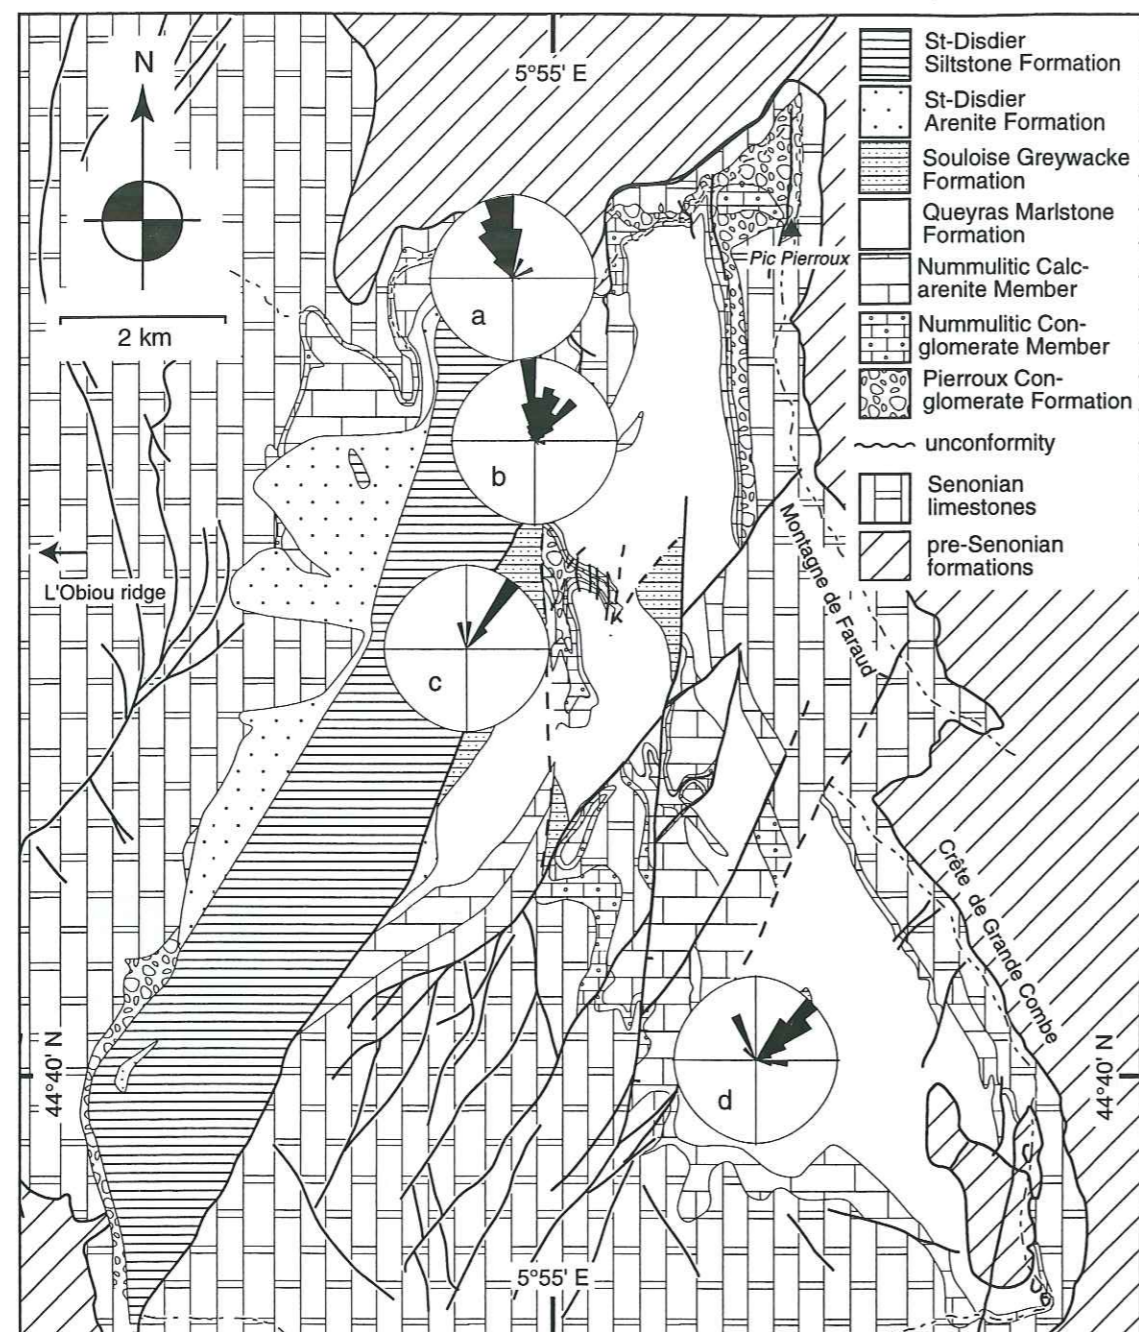 5°55' E
N
2 km
St-Disdier
Siltstone Formation
St-Disdier
Arenite Formation
Souloise Greywacke
Formation
Queyras Marlstone
Formation
Nummulitic Calc-
arenite Member
Nummulitic Con-
glomerate Member
Pierroux Con-
glomerate Formation
unconformity
Senonian
limestones
pre-Senonian
formations
Pic Pierroux
a
b
L'Obiou ridge
Montagne de Faraud
c
Crête de Grande Combe
44°40' N
d
44°40' N
5°55' E